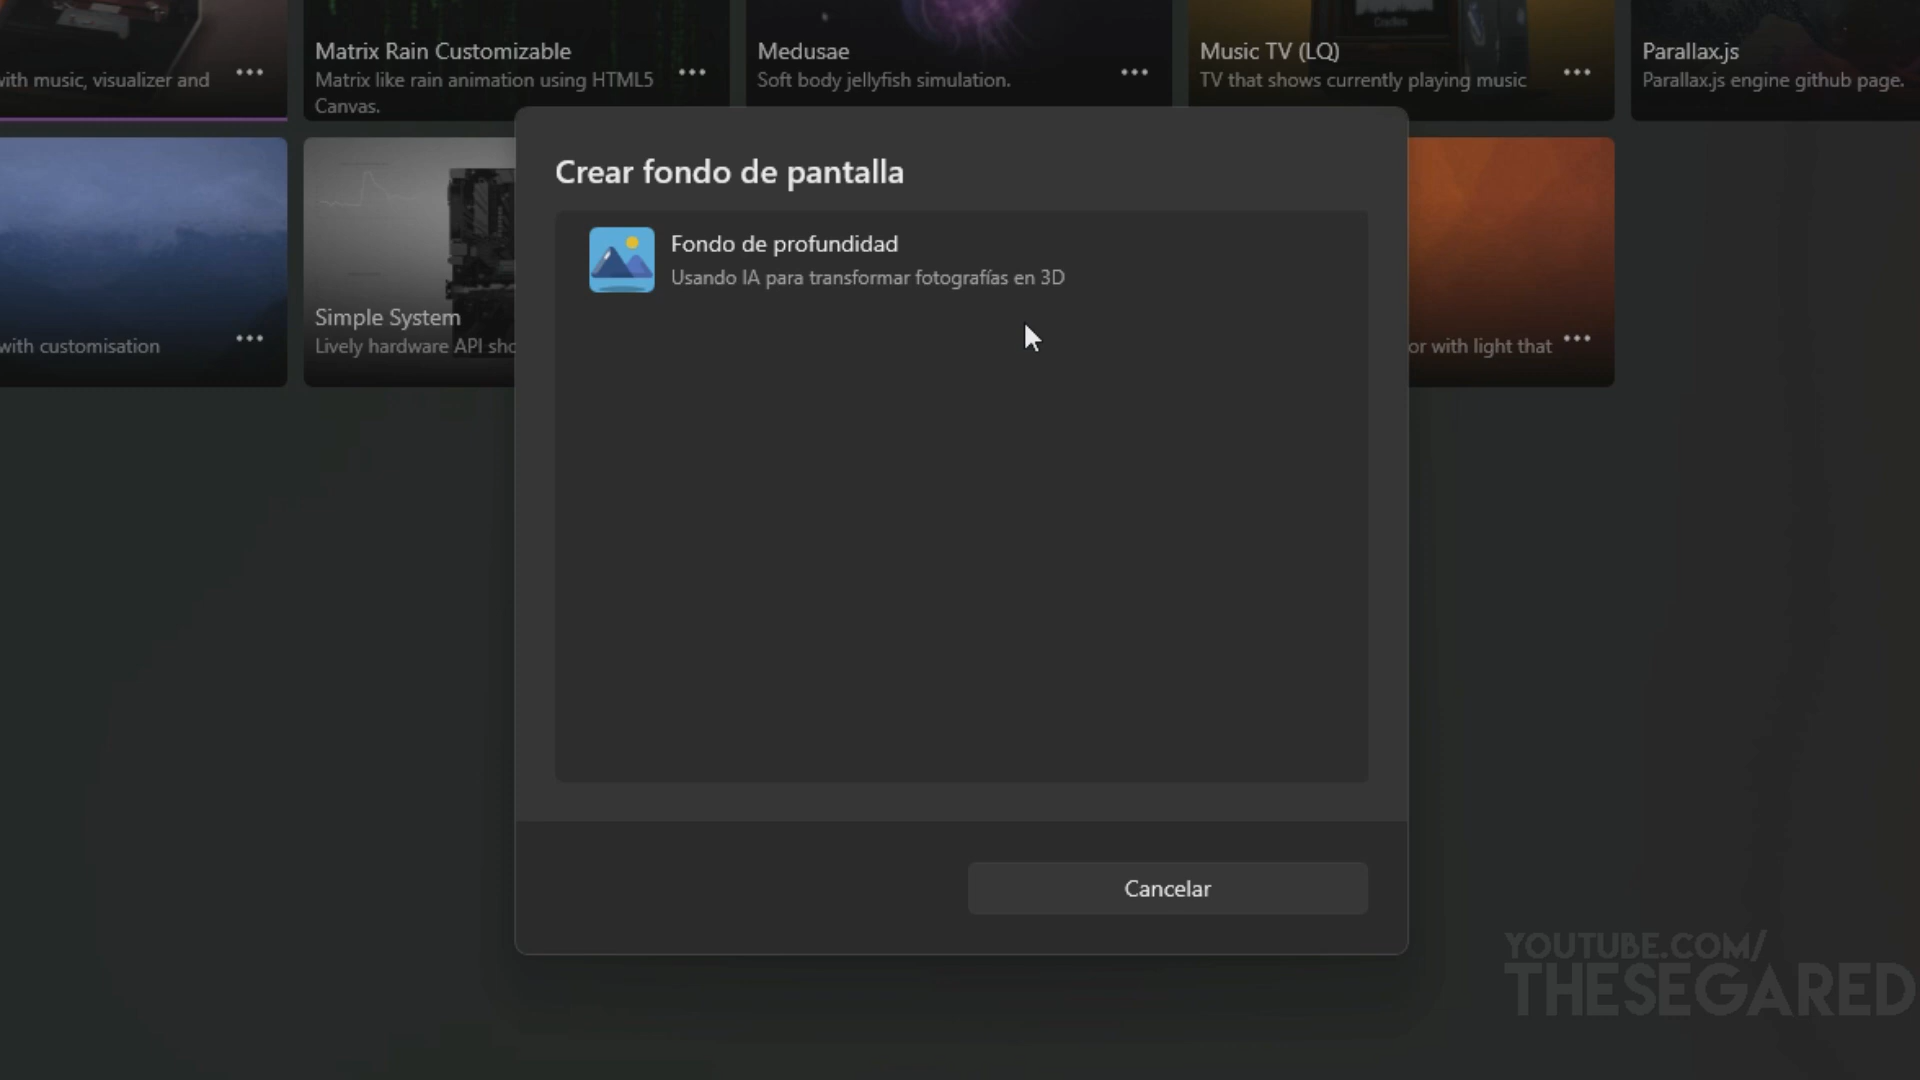 Matrix Rain Customizable
Matrix like rain animation using HTML5
Canvas.
Medusae
Soft body jellyfish simulation.
Music TV (LQ)
TV that shows currently playing music
Parallax.js
Parallax.js engine github page.
with music, visualizer and
Crear fondo de pantalla
Fondo de profundidad
Usando IA para transformar fotografías en 3D
with customisation
Simple System
Lively hardware API sho
or with light that
Cancelar
YOUTUBE.COM/
THESEGARED